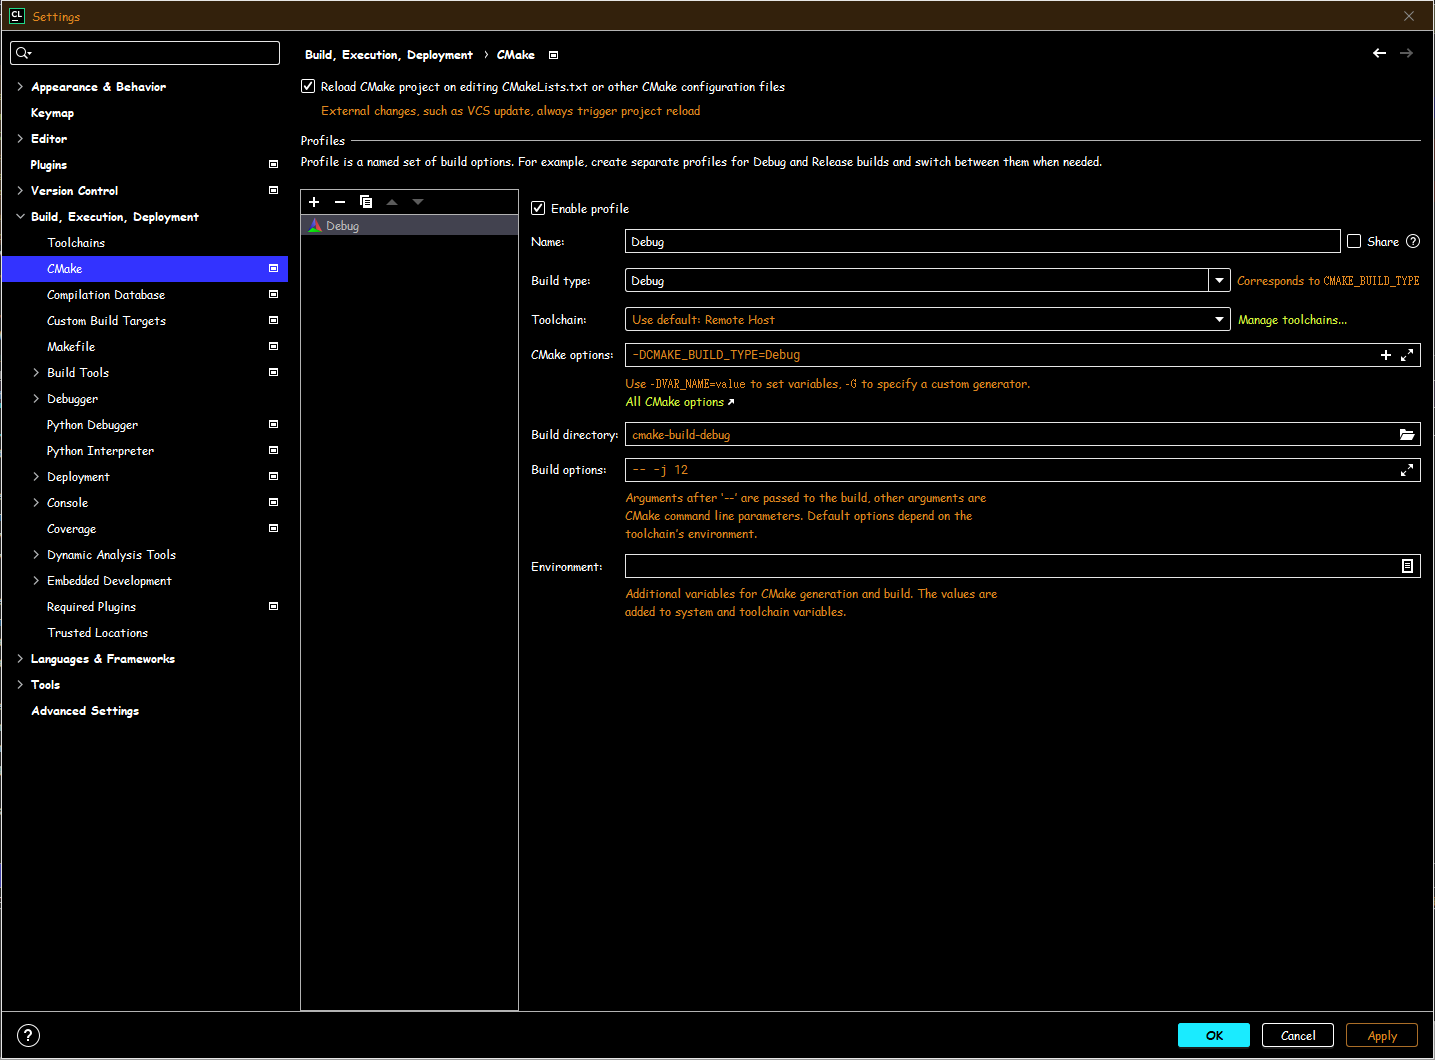 CL Settings
Build, Execution, Deployment › CMake
Appearance & Behavior
Keymap
Editor
Plugins
Version Control
Build, Execution, Deployment
Toolchains
CMake
Compilation Database
Custom Build Targets
Makefile
Build Tools
Debugger
Python Debugger
Python Interpreter
Deployment
Console
Coverage
Dynamic Analysis Tools
Embedded Development
Required Plugins
Trusted Locations
Languages & Frameworks
Tools
Advanced Settings
Reload CMake project on editing CMakeLists.txt or other CMake configuration files
External changes, such as VCS update, always trigger project reload
Profiles
Profile is a named set of build options. For example, create separate profiles for Debug and Release builds and switch between them when needed.
Debug
Enable profile
Name: Debug Share ?
Build type: Debug Corresponds to CMAKE_BUILD_TYPE
Toolchain: Use default: Remote Host Manage toolchains...
CMake options: -DCMAKE_BUILD_TYPE=Debug
Use -DVAR_NAME=value to set variables, -G to specify a custom generator.
All CMake options ↗
Build directory: cmake-build-debug
Build options: -- -j 12
Arguments after '--' are passed to the build, other arguments are
CMake command line parameters. Default options depend on the
toolchain's environment.
Environment:
Additional variables for CMake generation and build. The values are
added to system and toolchain variables.
? OK Cancel Apply